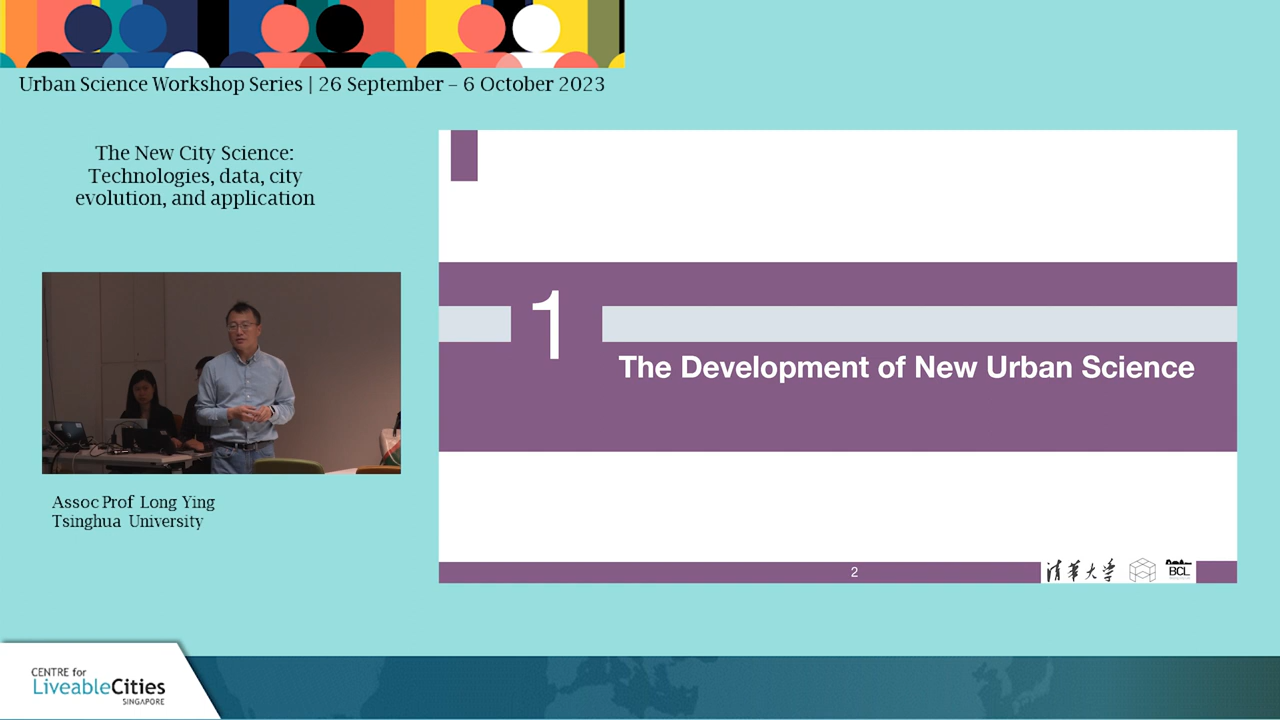 Urban Science Workshop Series | 26 September – 6 October 2023
The New City Science:
Technologies, data, city
evolution, and application
1
The Development of New Urban Science
Assoc Prof Long Ying
Tsinghua University
2
清華大学
BCL
CENTRE for
LiveableCities
SINGAPORE